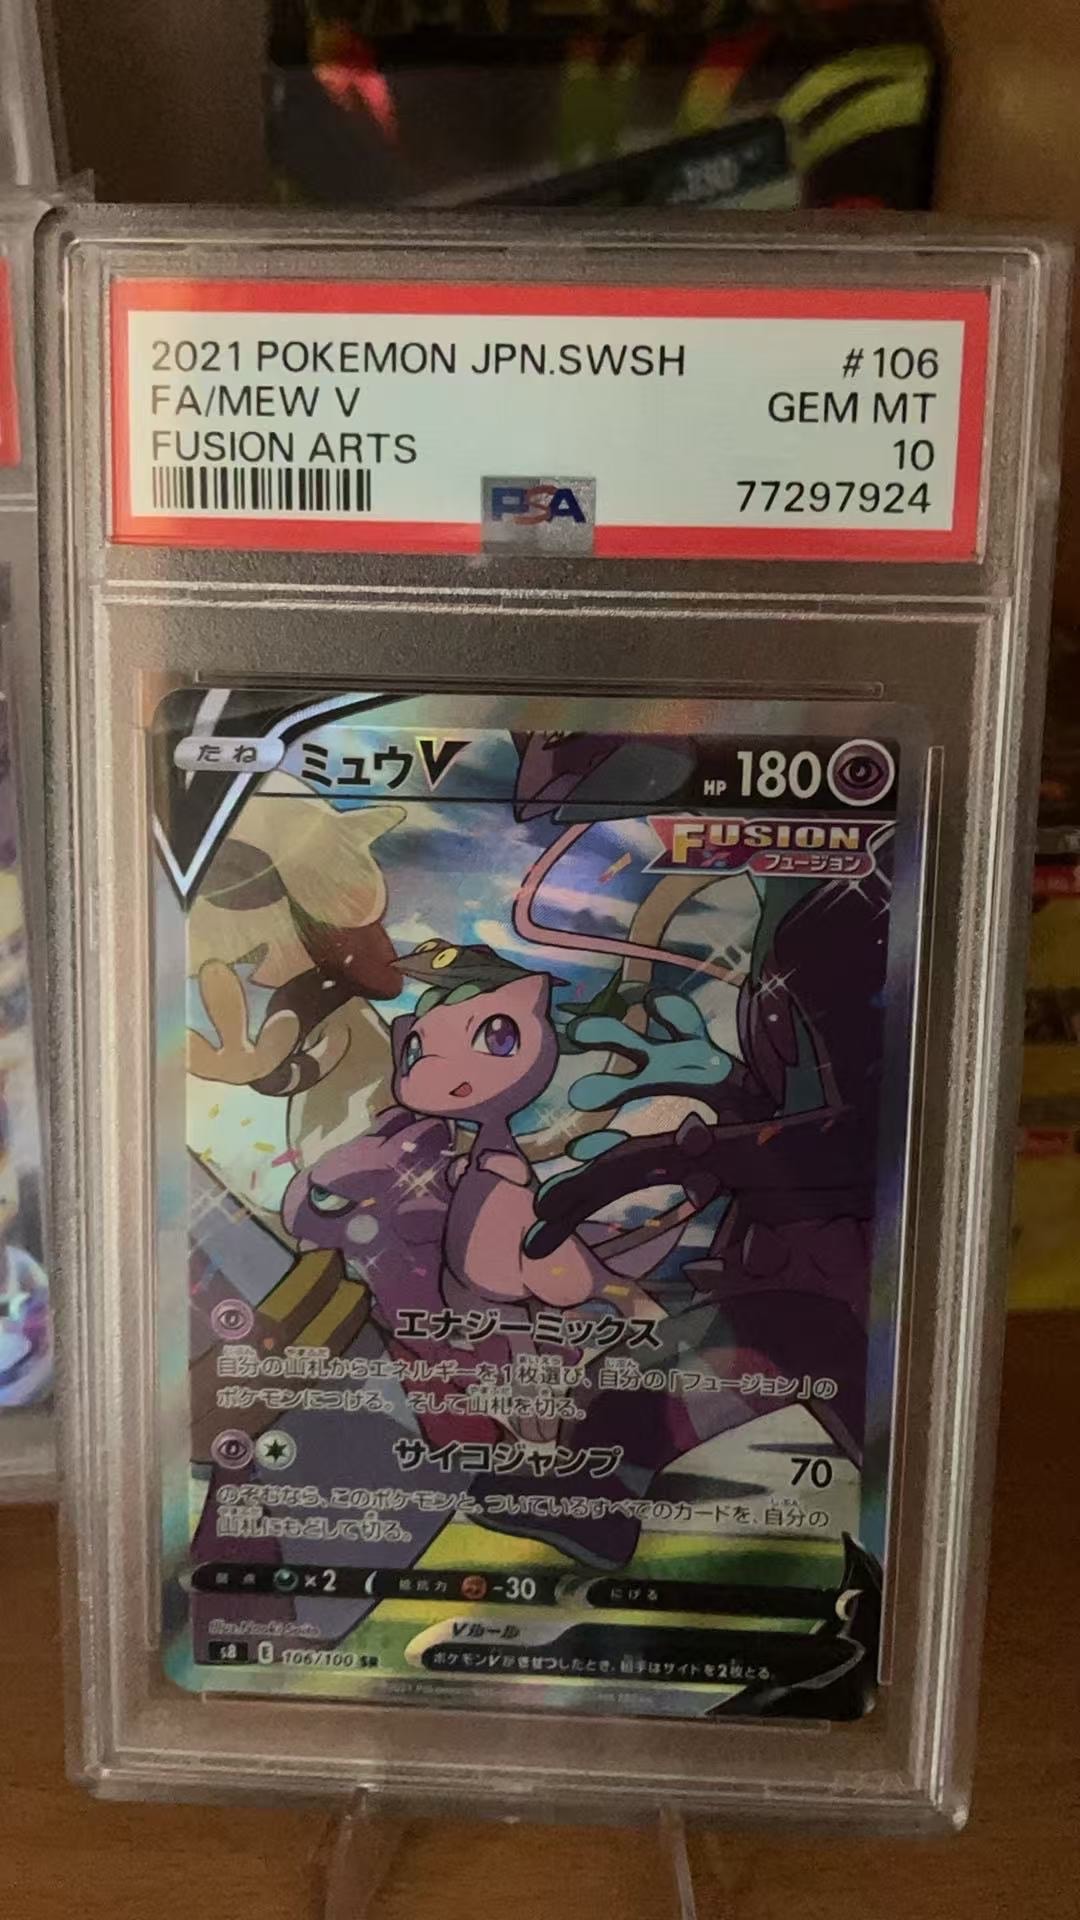 2021 POKEMON JPN.SWSH #106
FA/MEW V GEM MT
FUSION ARTS 10
PSA 77297924
たね ミュウV HP 180
FUSION
フュージョン
エナジーミックス
自分の山札からエネルギーを1枚選び、自分の「フュージョン」の
ポケモンにつける。そして山札を切る。
サイコジャンプ 70
のぞむなら、このポケモンと、ついているすべてのカードを、自分の
山札にもどして切る。
弱点 ×2 抵抗力 -30 にげる
Illus. Naoki Saito
Vルール
s8 E 106/100 SR
ポケモンVがきぜつしたとき、相手はサイドを2枚とる。